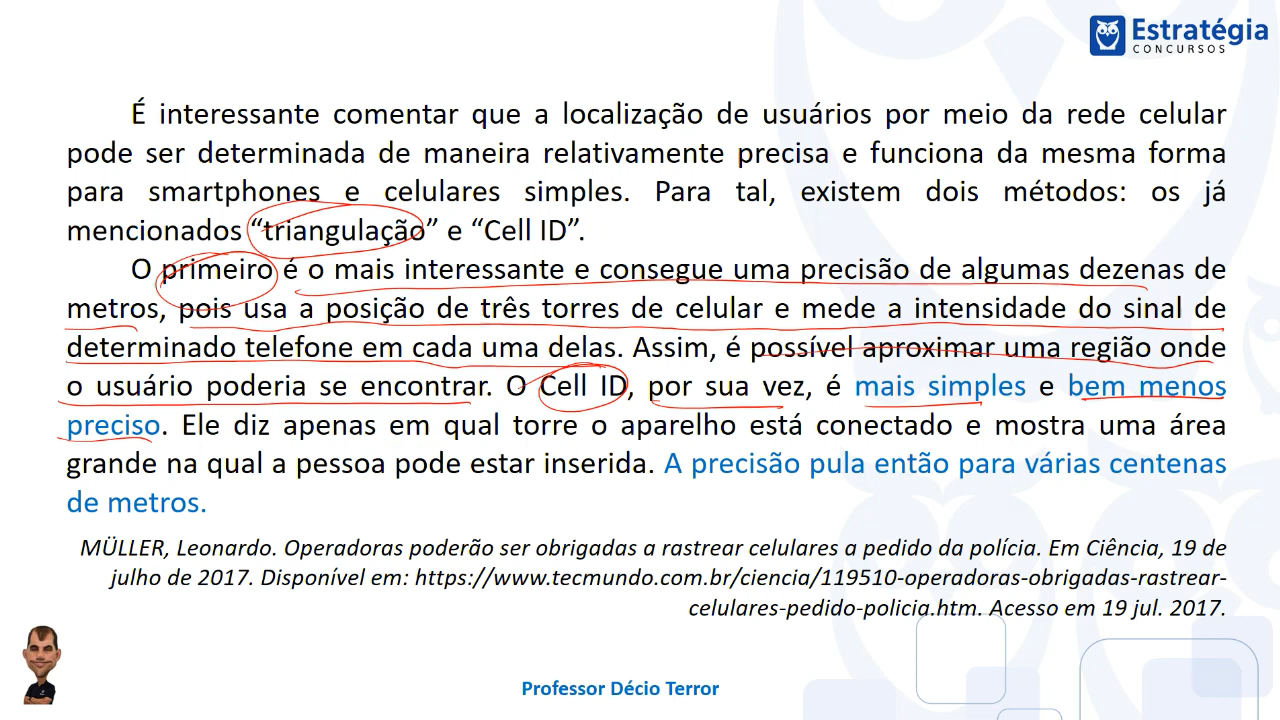 Estratégia
CONCURSOS
É interessante comentar que a localização de usuários por meio da rede celular
pode ser determinada de maneira relativamente precisa e funciona da mesma forma
para smartphones e celulares simples. Para tal, existem dois métodos: os já
mencionados “triangulação” e “Cell ID”.
O primeiro é o mais interessante e consegue uma precisão de algumas dezenas de
metros, pois usa a posição de três torres de celular e mede a intensidade do sinal de
determinado telefone em cada uma delas. Assim, é possível aproximar uma região onde
o usuário poderia se encontrar. O Cell ID, por sua vez, é mais simples e bem menos
preciso. Ele diz apenas em qual torre o aparelho está conectado e mostra uma área
grande na qual a pessoa pode estar inserida. A precisão pula então para várias centenas
de metros.
MÜLLER, Leonardo. Operadoras poderão ser obrigadas a rastrear celulares a pedido da polícia. Em Ciência, 19 de
julho de 2017. Disponível em: https://www.tecmundo.com.br/ciencia/119510-operadoras-obrigadas-rastrear-
celulares-pedido-policia.htm. Acesso em 19 jul. 2017.
Professor Décio Terror